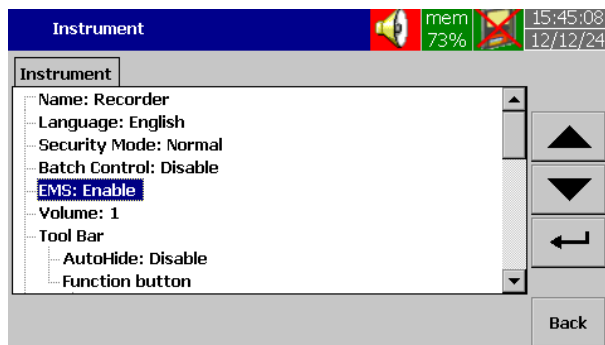 Instrument
mem
73%
15:45:08
12/12/24
Instrument
Name: Recorder
Language: English
Security Mode: Normal
Batch Control: Disable
EMS: Enable
Volume: 1
Tool Bar
AutoHide: Disable
Function button
Back